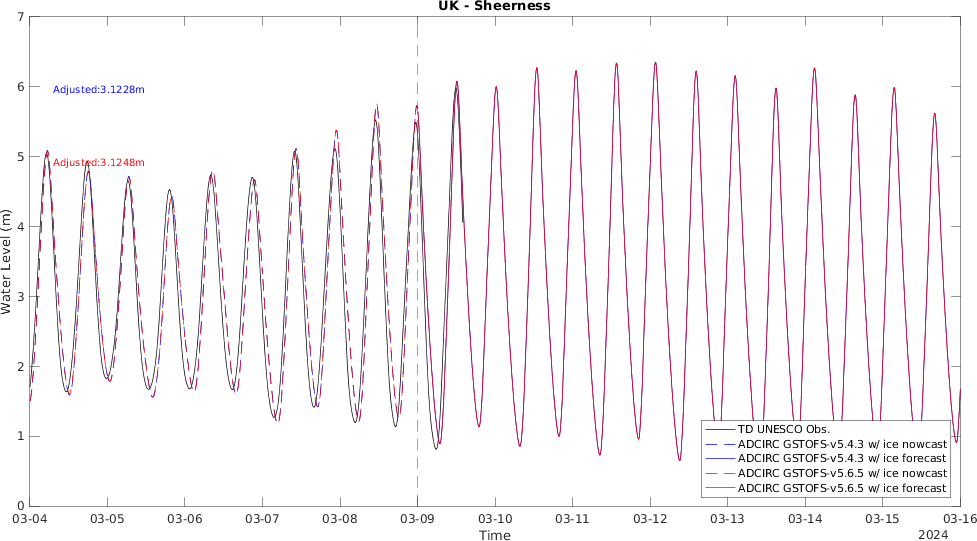 UK - Sheerness
7
6
5
4
3
2
1
0
Water Level (m)
Adjusted:3.1228m
Adjusted:3.1248m
TD UNESCO Obs.
ADCIRC GSTOFS-v5.4.3 w/ ice nowcast
ADCIRC GSTOFS-v5.4.3 w/ ice forecast
ADCIRC GSTOFS-v5.6.5 w/ ice nowcast
ADCIRC GSTOFS-v5.6.5 w/ ice forecast
03-04 03-05 03-06 03-07 03-08 03-09 03-10 03-11 03-12 03-13 03-14 03-15 03-16
Time
2024